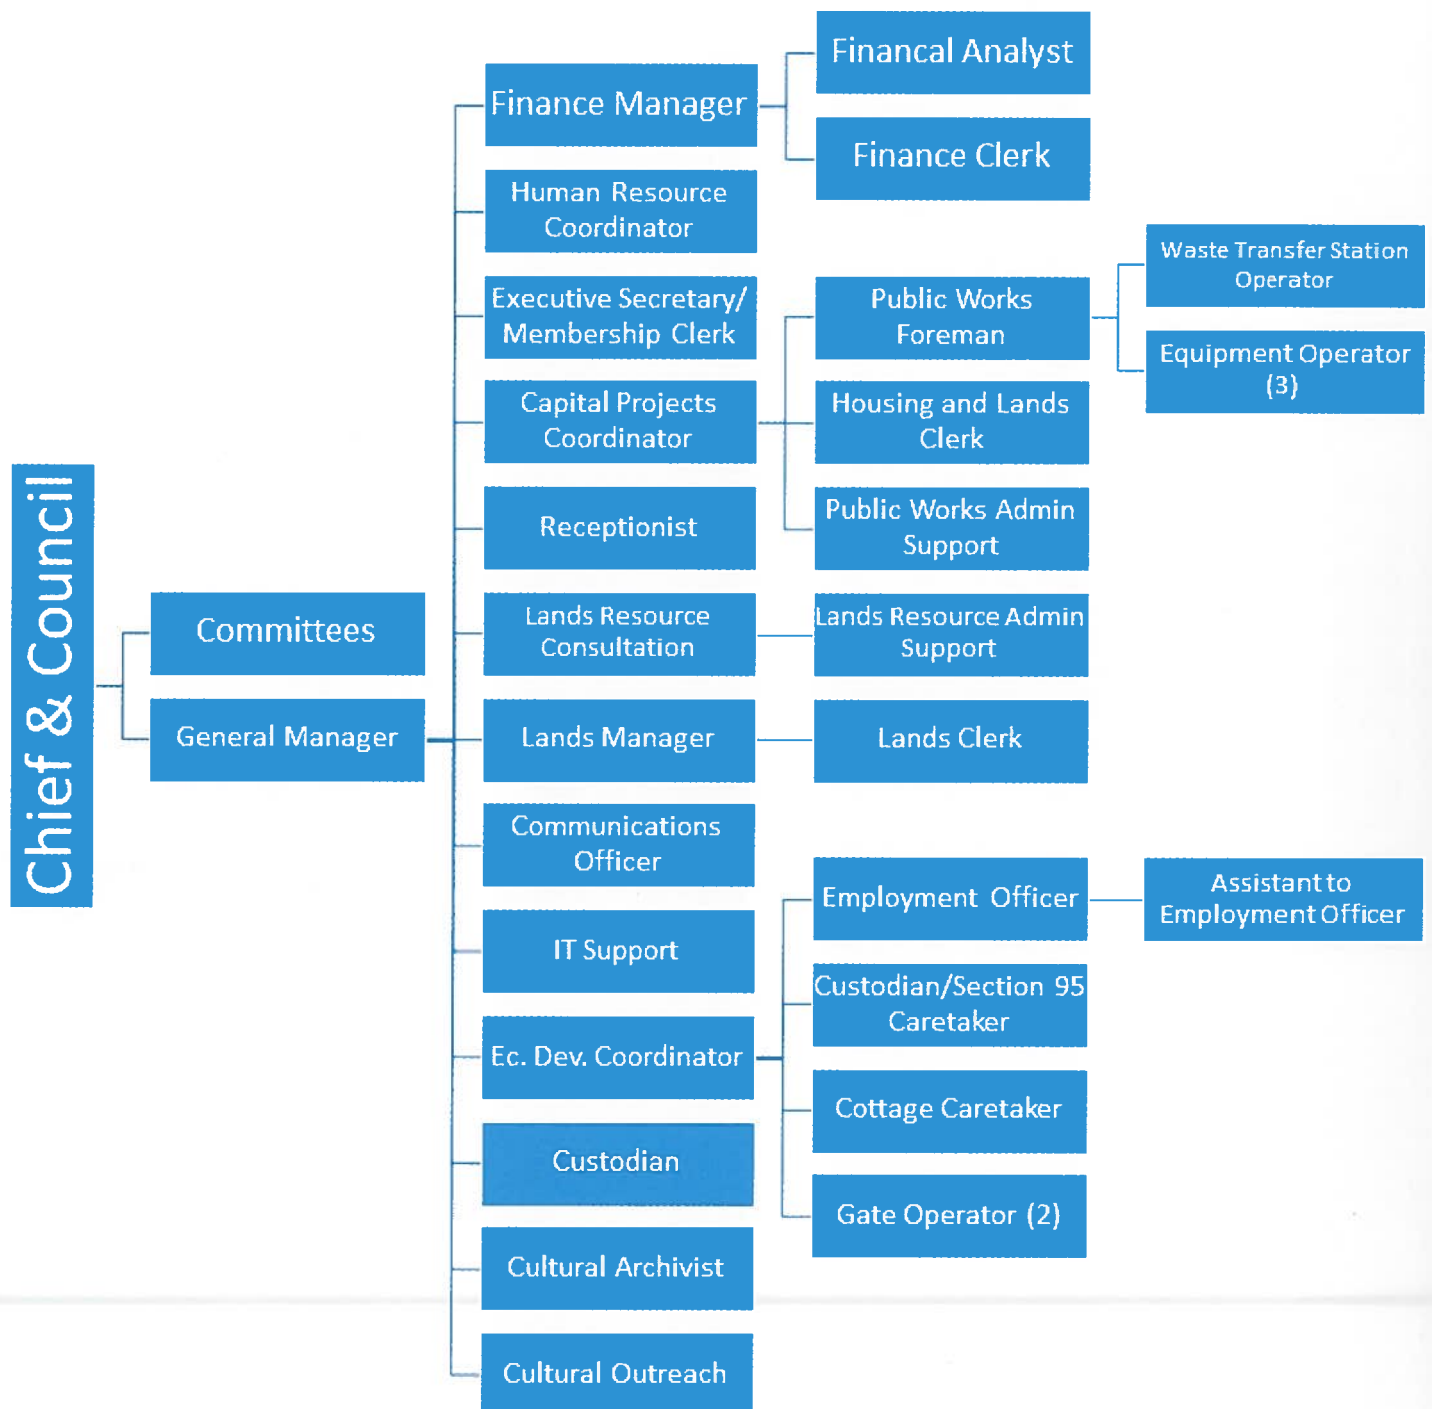 Chief & Council
Committees
General Manager
Finance Manager
Financal Analyst
Finance Clerk
Human Resource
Coordinator
Executive Secretary/
Membership Clerk
Capital Projects
Coordinator
Public Works
Foreman
Waste Transfer Station
Operator
Equipment Operator
(3)
Housing and Lands
Clerk
Public Works Admin
Support
Receptionist
Lands Resource
Consultation
Lands Resource Admin
Support
Lands Manager
Lands Clerk
Communications
Officer
IT Support
Ec. Dev. Coordinator
Employment Officer
Assistant to
Employment Officer
Custodian/Section 95
Caretaker
Cottage Caretaker
Gate Operator (2)
Custodian
Cultural Archivist
Cultural Outreach